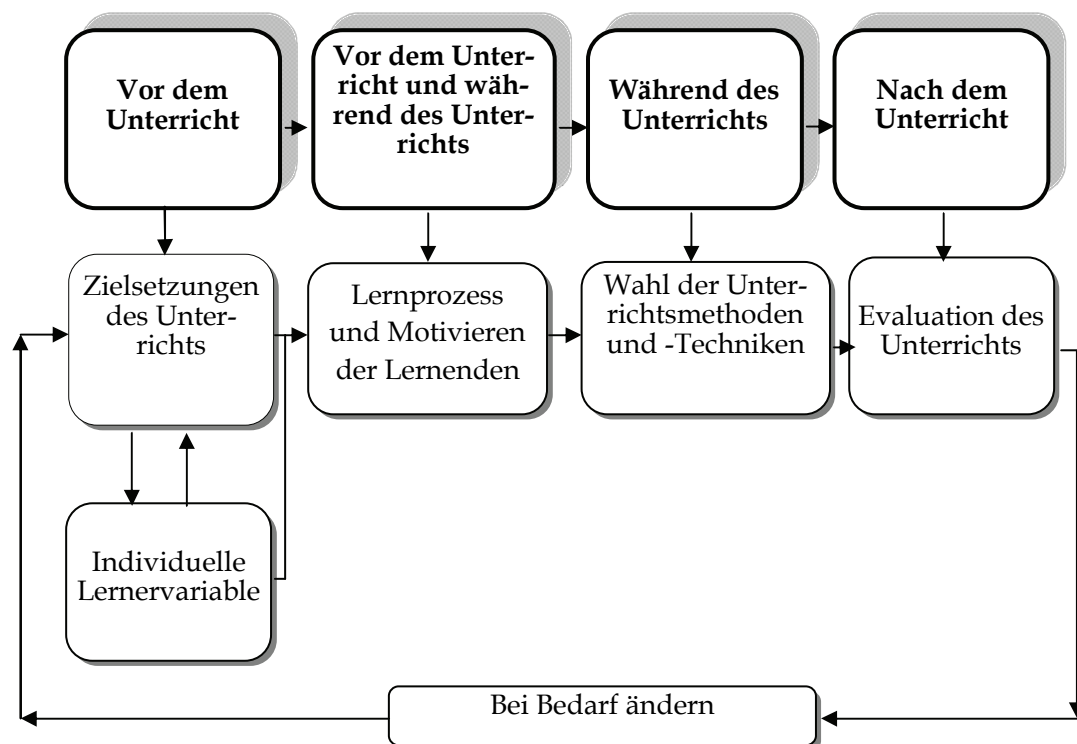 Vor dem
Unterricht
Vor dem Unter-
richt und wäh-
rend des Unter-
richts
Während des
Unterrichts
Nach dem
Unterricht
Zielsetzungen
des Unter-
richts
Lernprozess
und Motivieren
der Lernenden
Wahl der Unter-
richtsmethoden
und -Techniken
Evaluation des
Unterrichts
Individuelle
Lernervariable
Bei Bedarf ändern